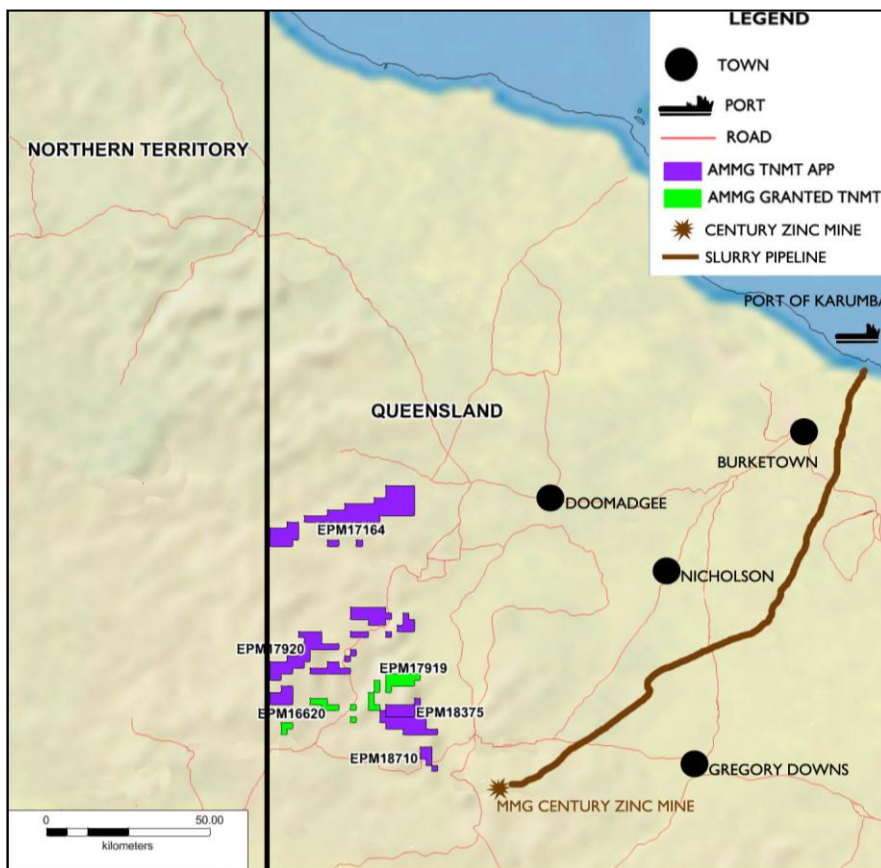 LEGEND
TOWN
PORT
ROAD
AMMG TNMT APP
AMMG GRANTED TNMT
CENTURY ZINC MINE
SLURRY PIPELINE
NORTHERN TERRITORY
PORT OF KARUMBA
QUEENSLAND
BURKETOWN
DOOMADGEE
EPM17164
NICHOLSON
EPM17920
EPM17919
EPM16620
EPM18375
EPM18710
GREGORY DOWNS
MMG CENTURY ZINC MINE
0 50.00
kilometers